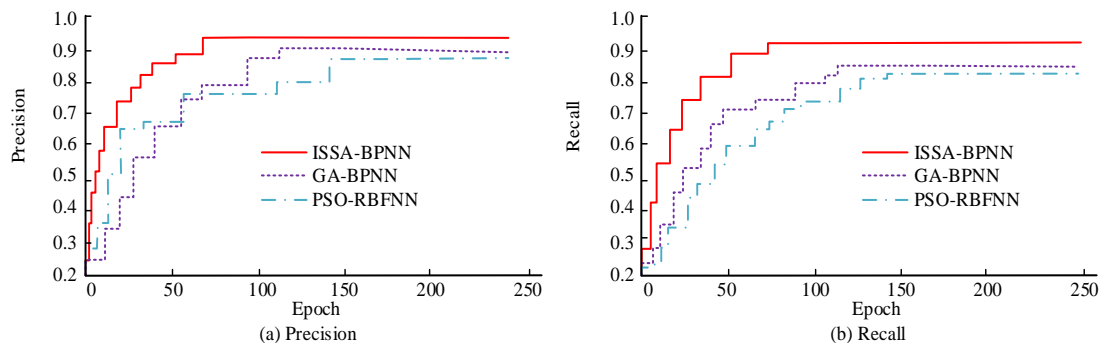 1.0
0.9
0.8
0.7
0.6
0.5
0.4
0.3
0.2
Precision
ISSA-BPNN
GA-BPNN
PSO-RBFNN
0 50 100 150 200 250
Epoch
(a) Precision
1.0
0.9
0.8
0.7
0.6
0.5
0.4
0.3
0.2
Recall
ISSA-BPNN
GA-BPNN
PSO-RBFNN
0 50 100 150 200 250
Epoch
(b) Recall